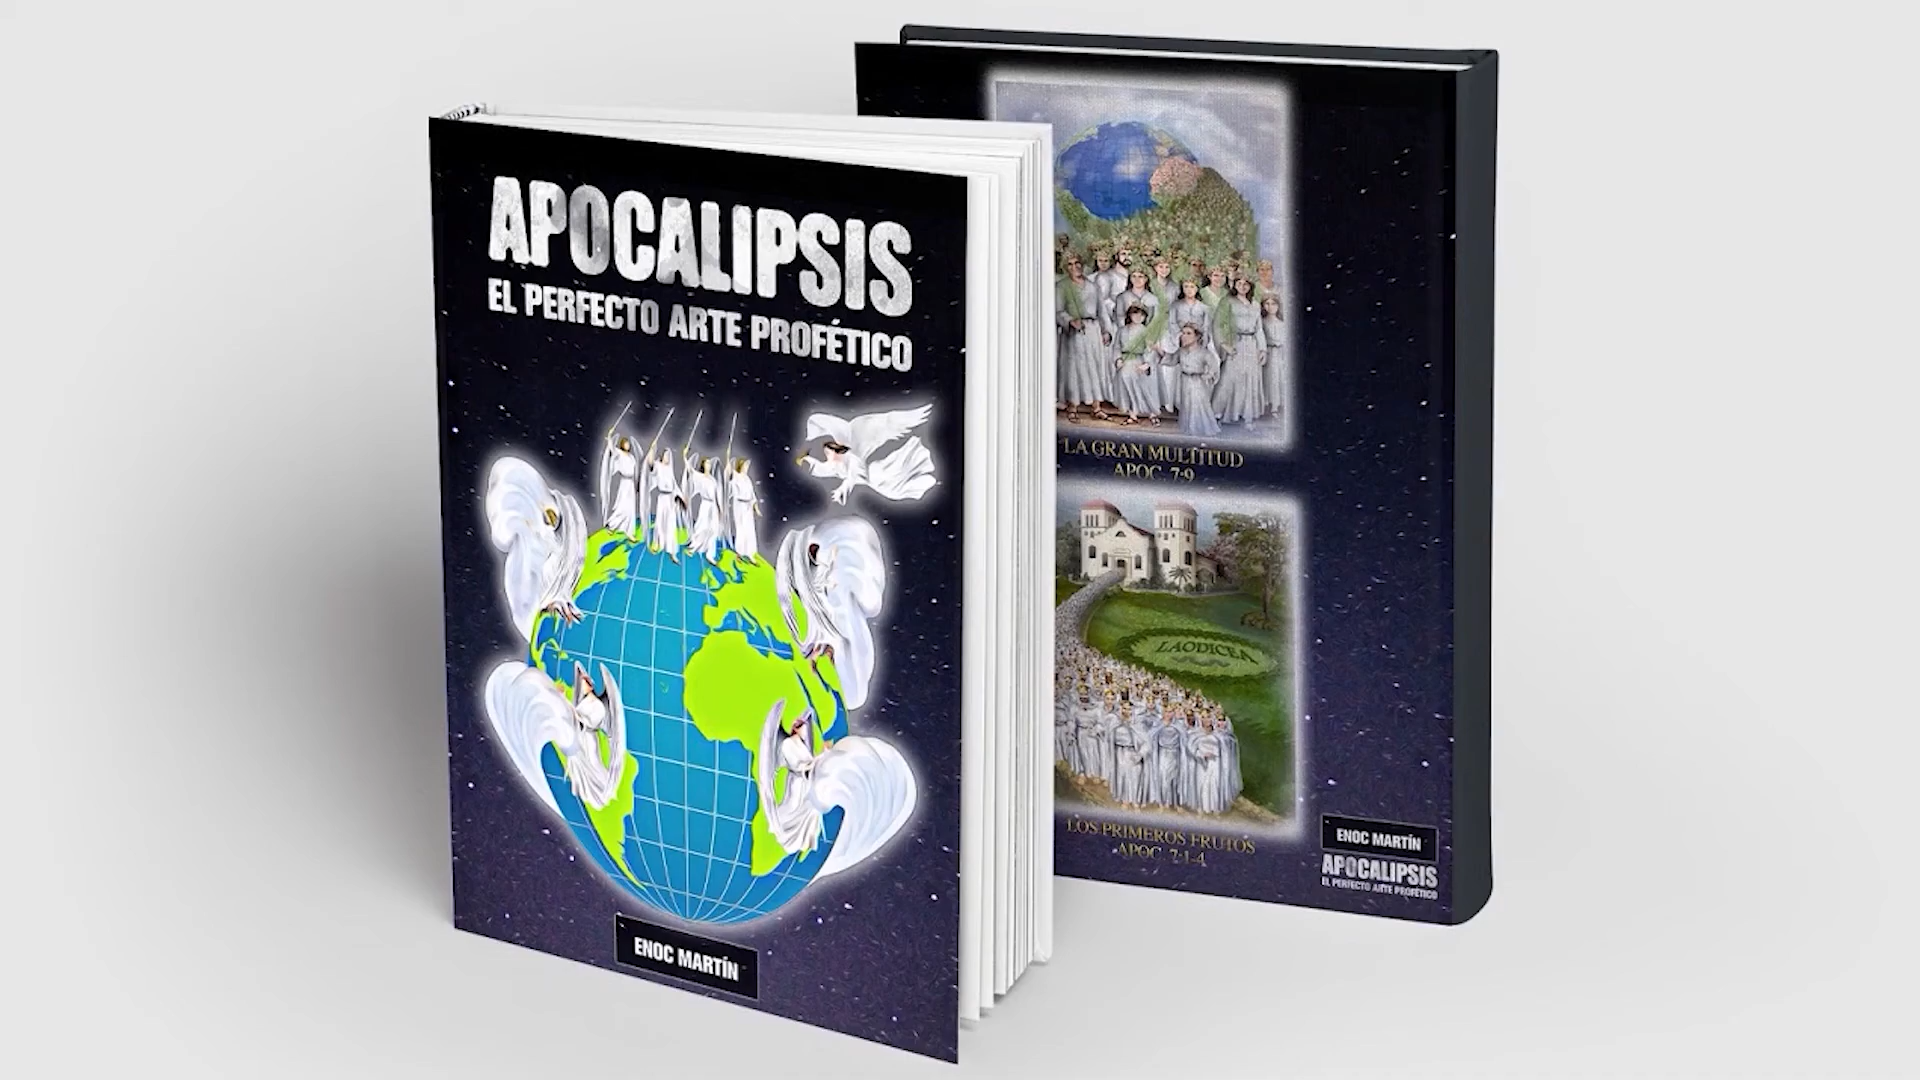 APOCALIPSIS
EL PERFECTO ARTE PROFÉTICO
ENOC MARTÍN
LA GRAN MULTITUD
APOC. 7:9
LAODICEA
LOS PRIMEROS FRUTOS
APOC. 7:1-4
ENOC MARTÍN
APOCALIPSIS
EL PERFECTO ARTE PROFÉTICO